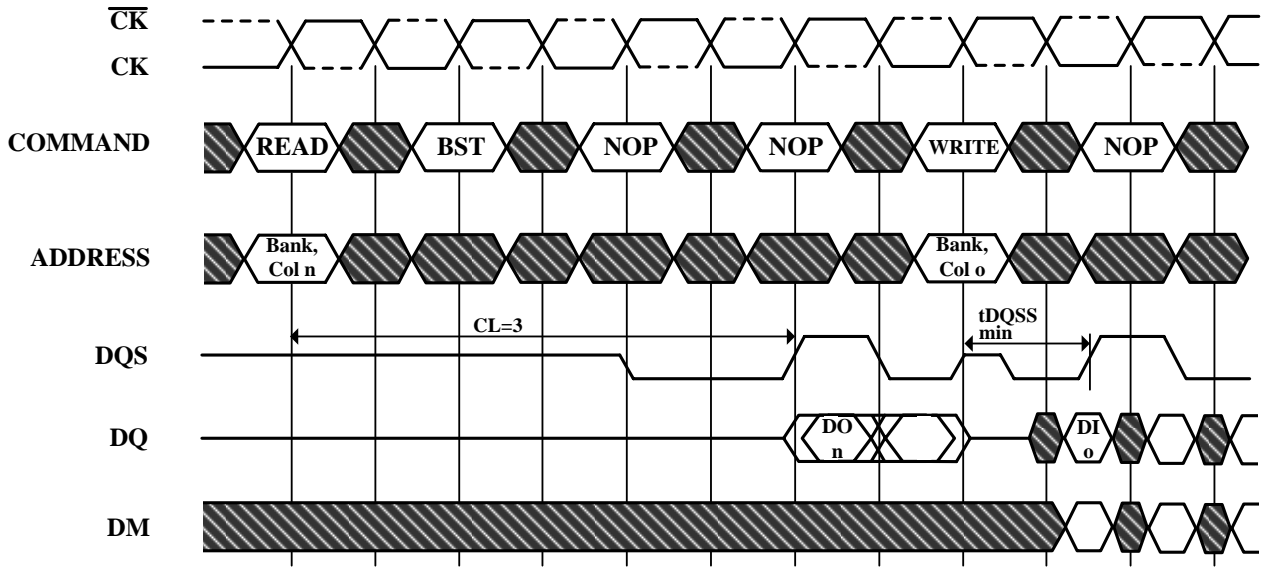 CK
CK
COMMAND
READ
BST
NOP
NOP
WRITE
NOP
ADDRESS
Bank,
Col n
Bank,
Col o
DQS
CL=3
tDQSS
min
DQ
DO
n
DI
o
DM